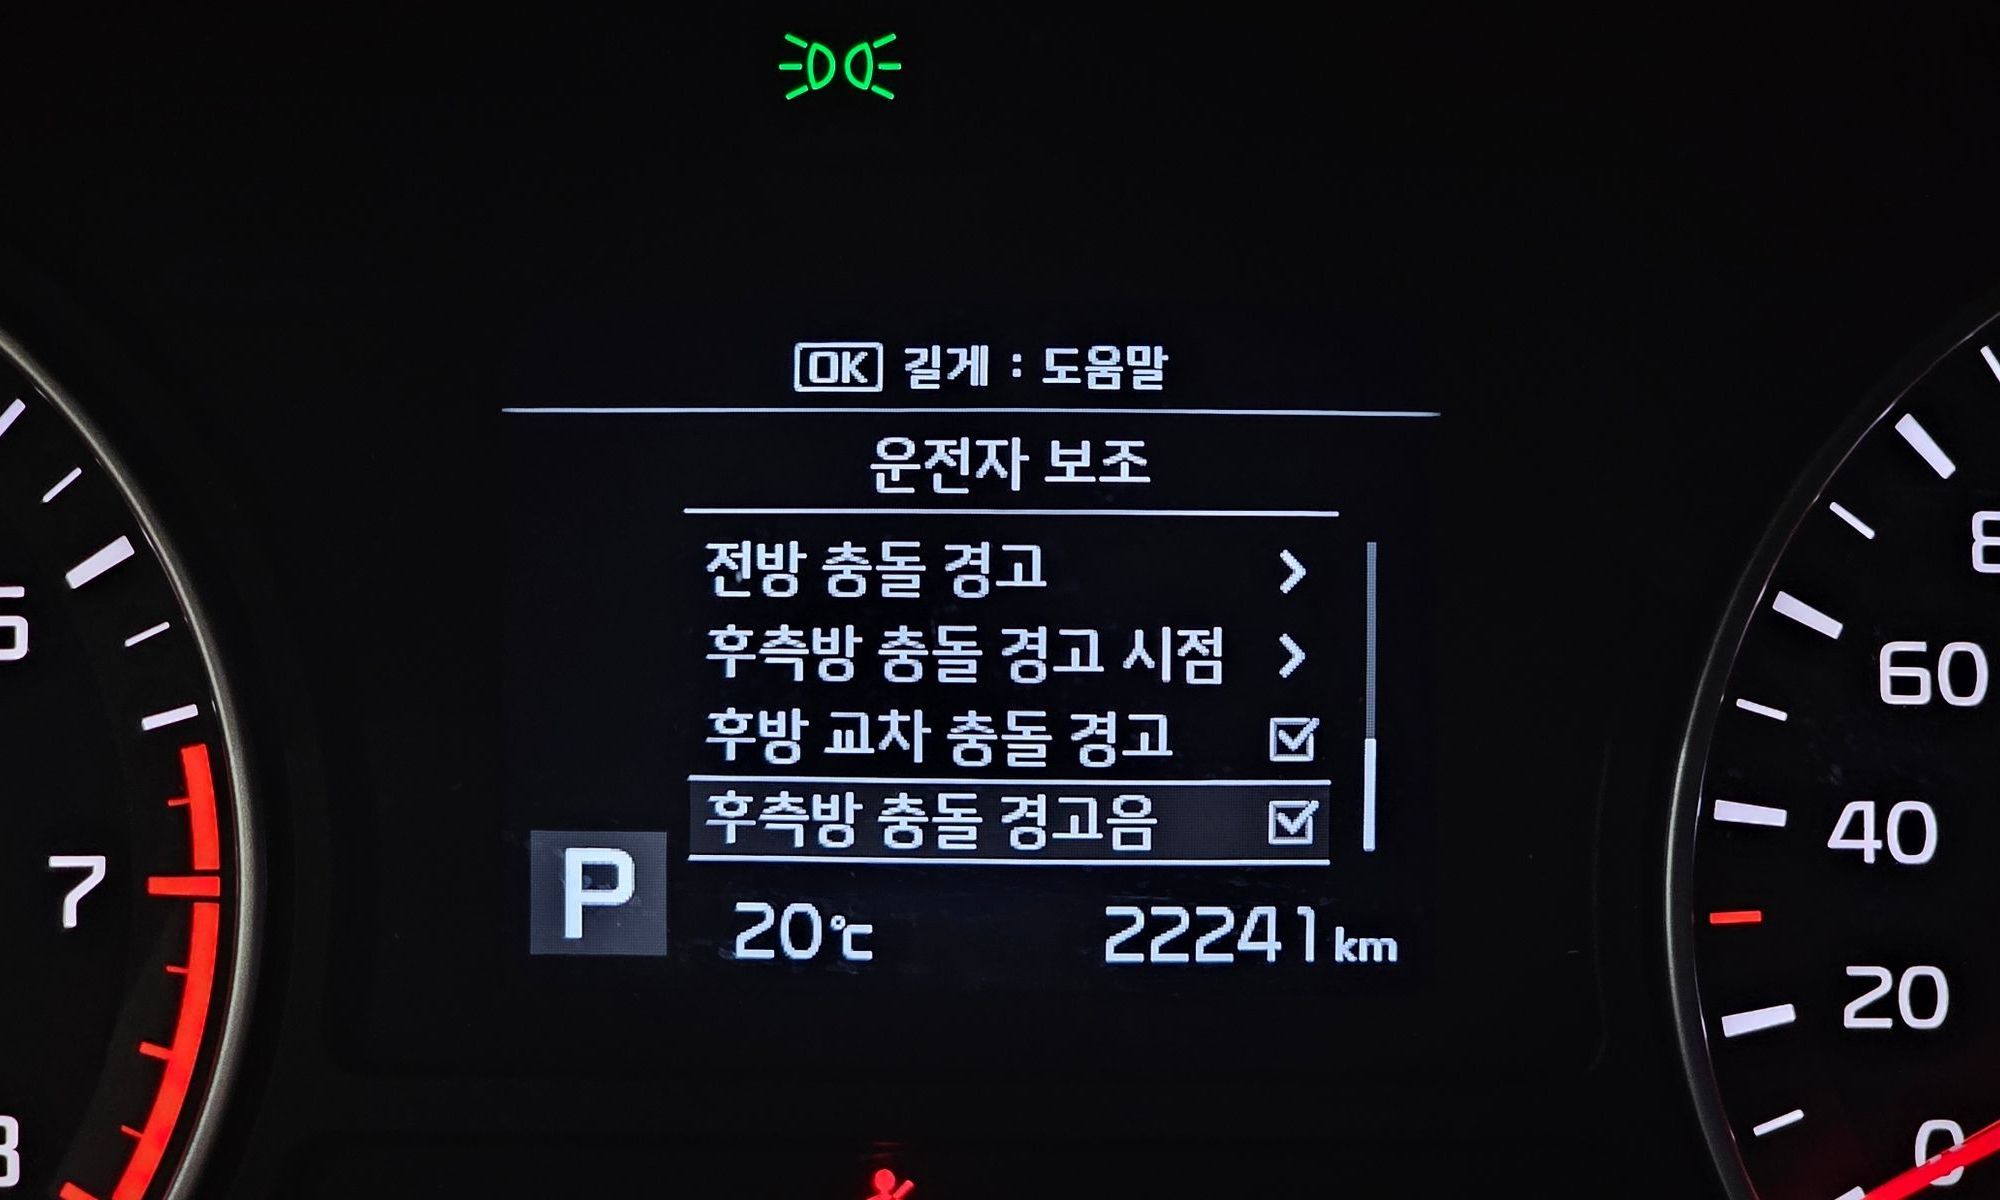 OK 길게 : 도움말
운전자 보조
전방 충돌 경고
후측방 충돌 경고 시점
후방 교차 충돌 경고
후측방 충돌 경고음
P
20℃ 22241km
7
60
40
20
0